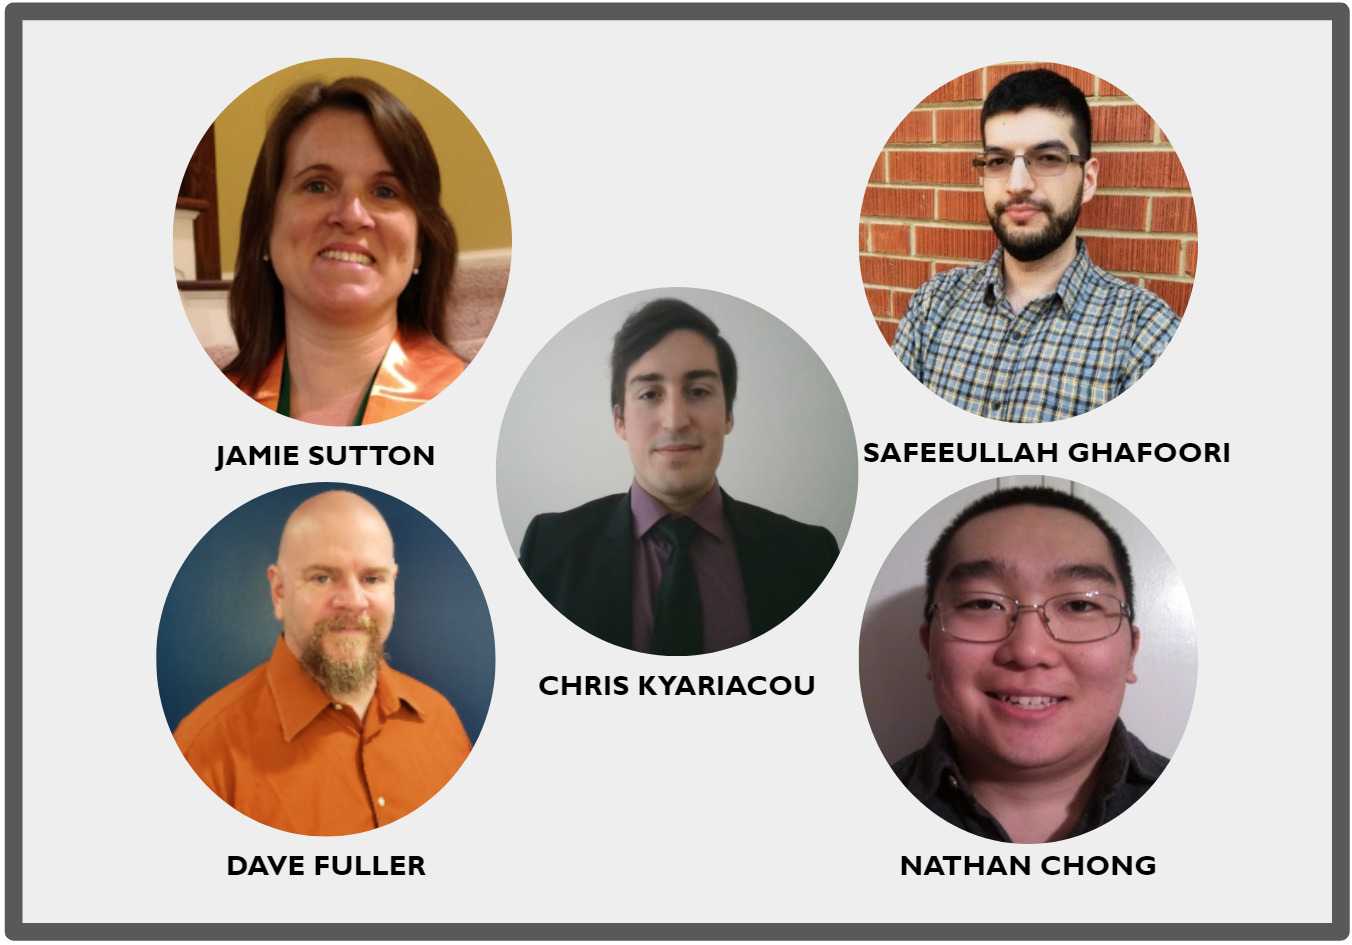 JAMIE SUTTON
SAFEEULLAH GHAFOORI
CHRIS KYARIACOU
DAVE FULLER
NATHAN CHONG